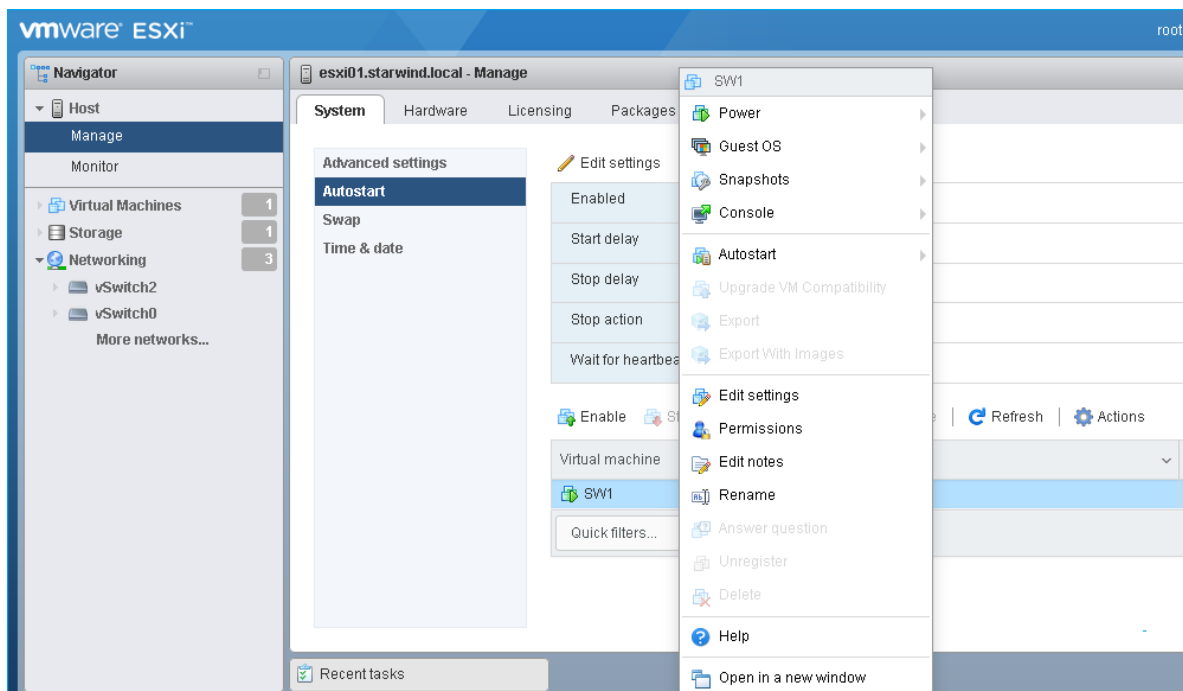 vmware ESXi™
root
Navigator
Host
Manage
Monitor
Virtual Machines 1
Storage 1
Networking 3
vSwitch2
vSwitch0
More networks...
esxi01.starwind.local - Manage
System Hardware Licensing Packages
Advanced settings
Autostart
Swap
Time & date
Edit settings
Enabled
Start delay
Stop delay
Stop action
Wait for heartbea
Enable
Refresh
Actions
Virtual machine
SW1
Quick filters...
SW1
Power
Guest OS
Snapshots
Console
Autostart
Upgrade VM Compatibility
Export
Export With Images
Edit settings
Permissions
Edit notes
Rename
Answer question
Unregister
Delete
Help
Open in a new window
Recent tasks